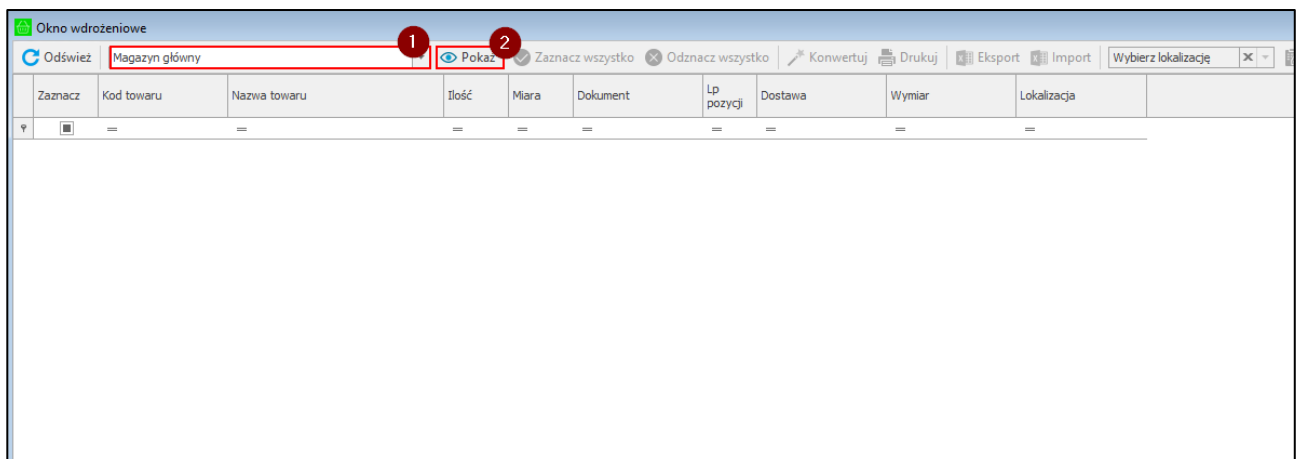 Okno wdrożeniowe
1 2
Odśwież Magazyn główny Pokaż Zaznacz wszystko Odznacz wszystko Konwertuj Drukuj Eksport Import Wybierz lokalizację
Zaznacz Kod towaru Nazwa towaru Ilość Miara Dokument Lp pozycji Dostawa Wymiar Lokalizacja
= = = = = = = = =